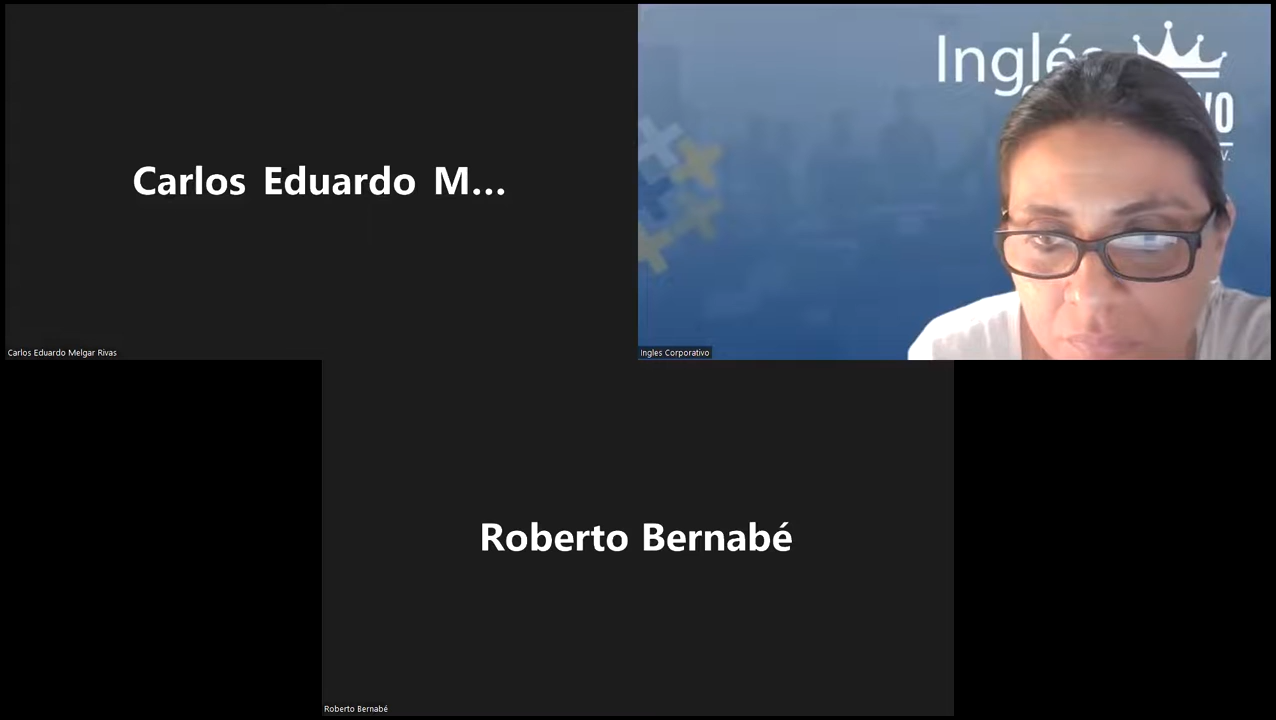 Carlos Eduardo M...
Carlos Eduardo Melgar Rivas
Inglés
V.
Ingles Corporativo
Roberto Bernabé
Roberto Bernabé